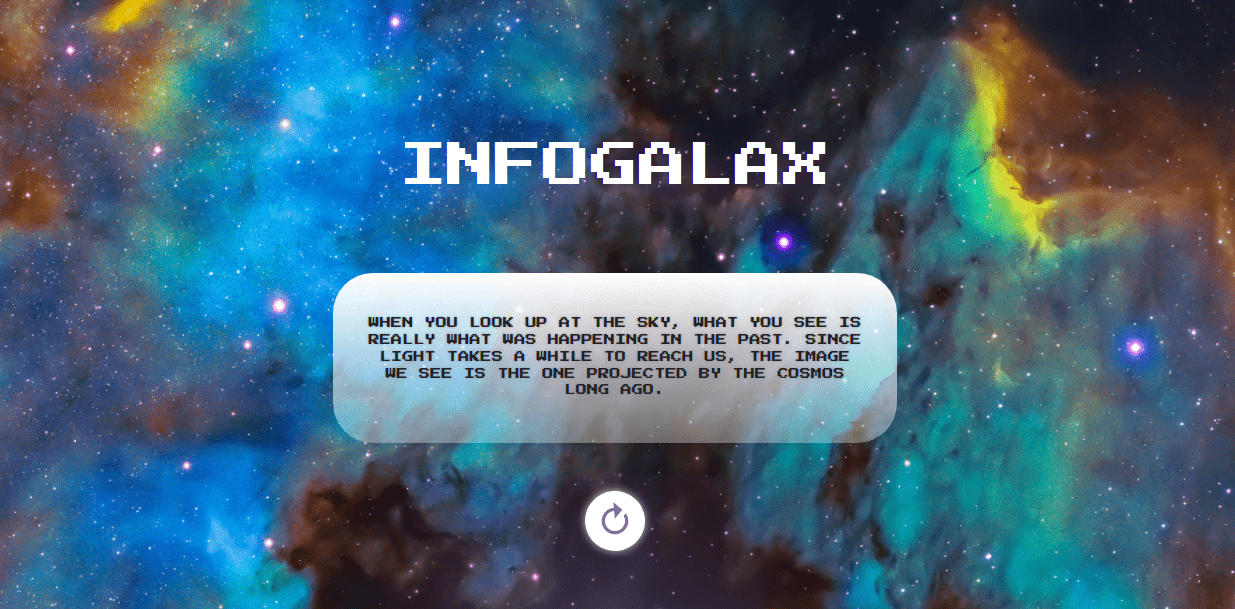 INFOGALAX
WHEN YOU LOOK UP AT THE SKY, WHAT YOU SEE IS
REALLY WHAT WAS HAPPENING IN THE PAST. SINCE
LIGHT TAKES A WHILE TO REACH US, THE IMAGE
WE SEE IS THE ONE PROJECTED BY THE COSMOS
LONG AGO.